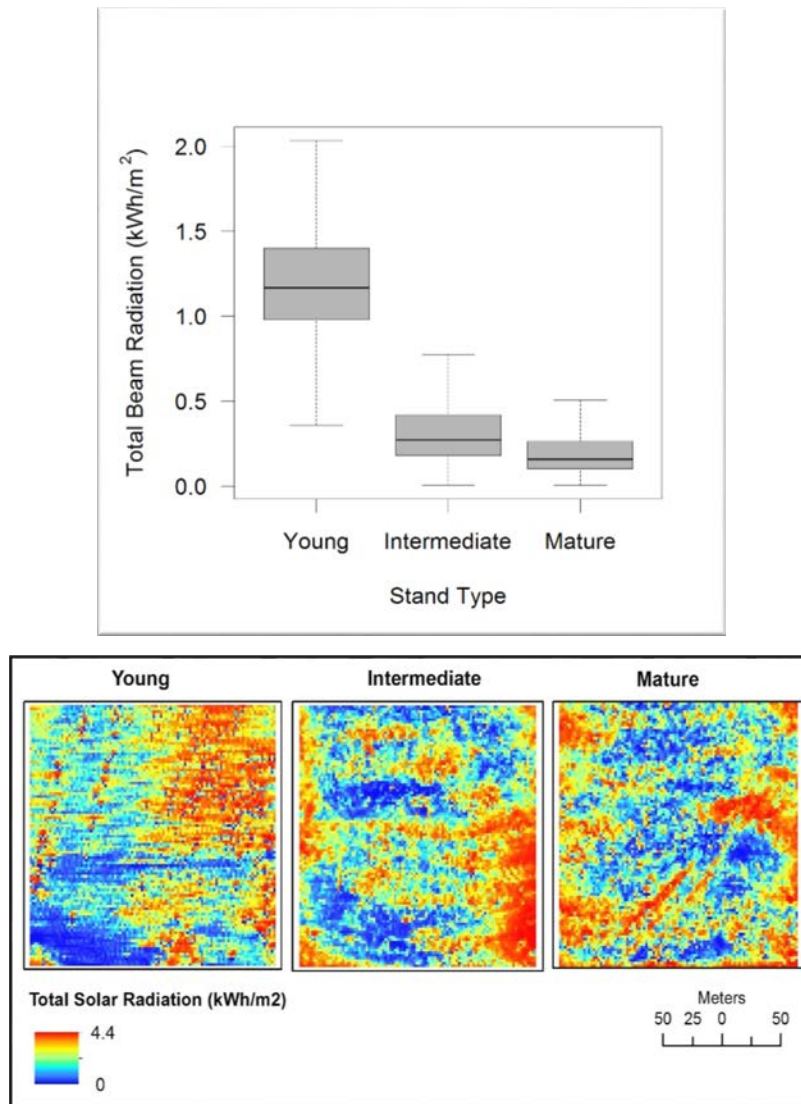 Total Beam Radiation (kWh/m²)
2.0
1.5
1.0
0.5
0.0
Young Intermediate Mature
Stand Type
Young Intermediate Mature
Total Solar Radiation (kWh/m2)
4.4
0
Meters
50 25 0 50